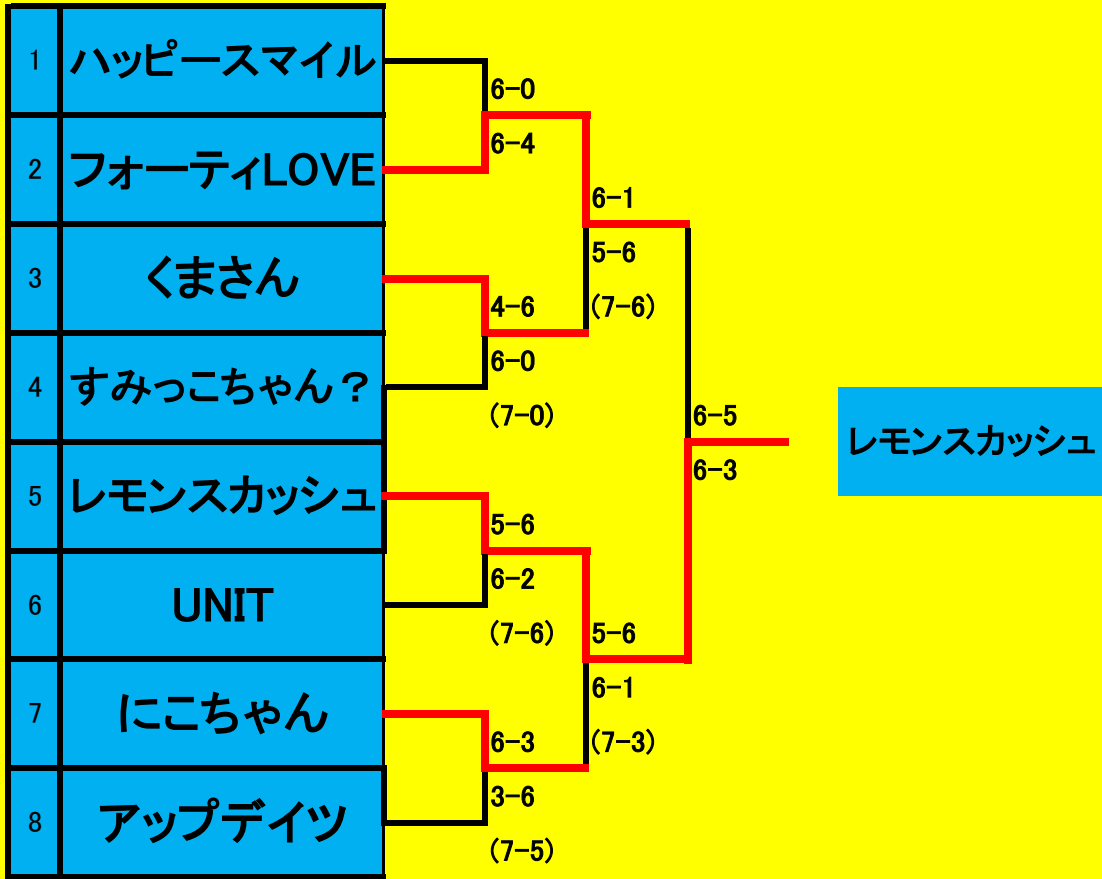 1 ハッピースマイル
6-0
6-4
2 フォーティLOVE
6-1
5-6
(7-6)
3 くまさん
4-6
6-0
(7-0)
4 すみっこちゃん？
6-5
6-3
レモンスカッシュ
5 レモンスカッシュ
5-6
6-2
(7-6)
6 UNIT
5-6
6-1
(7-3)
7 にこちゃん
6-3
3-6
(7-5)
8 アップデイツ